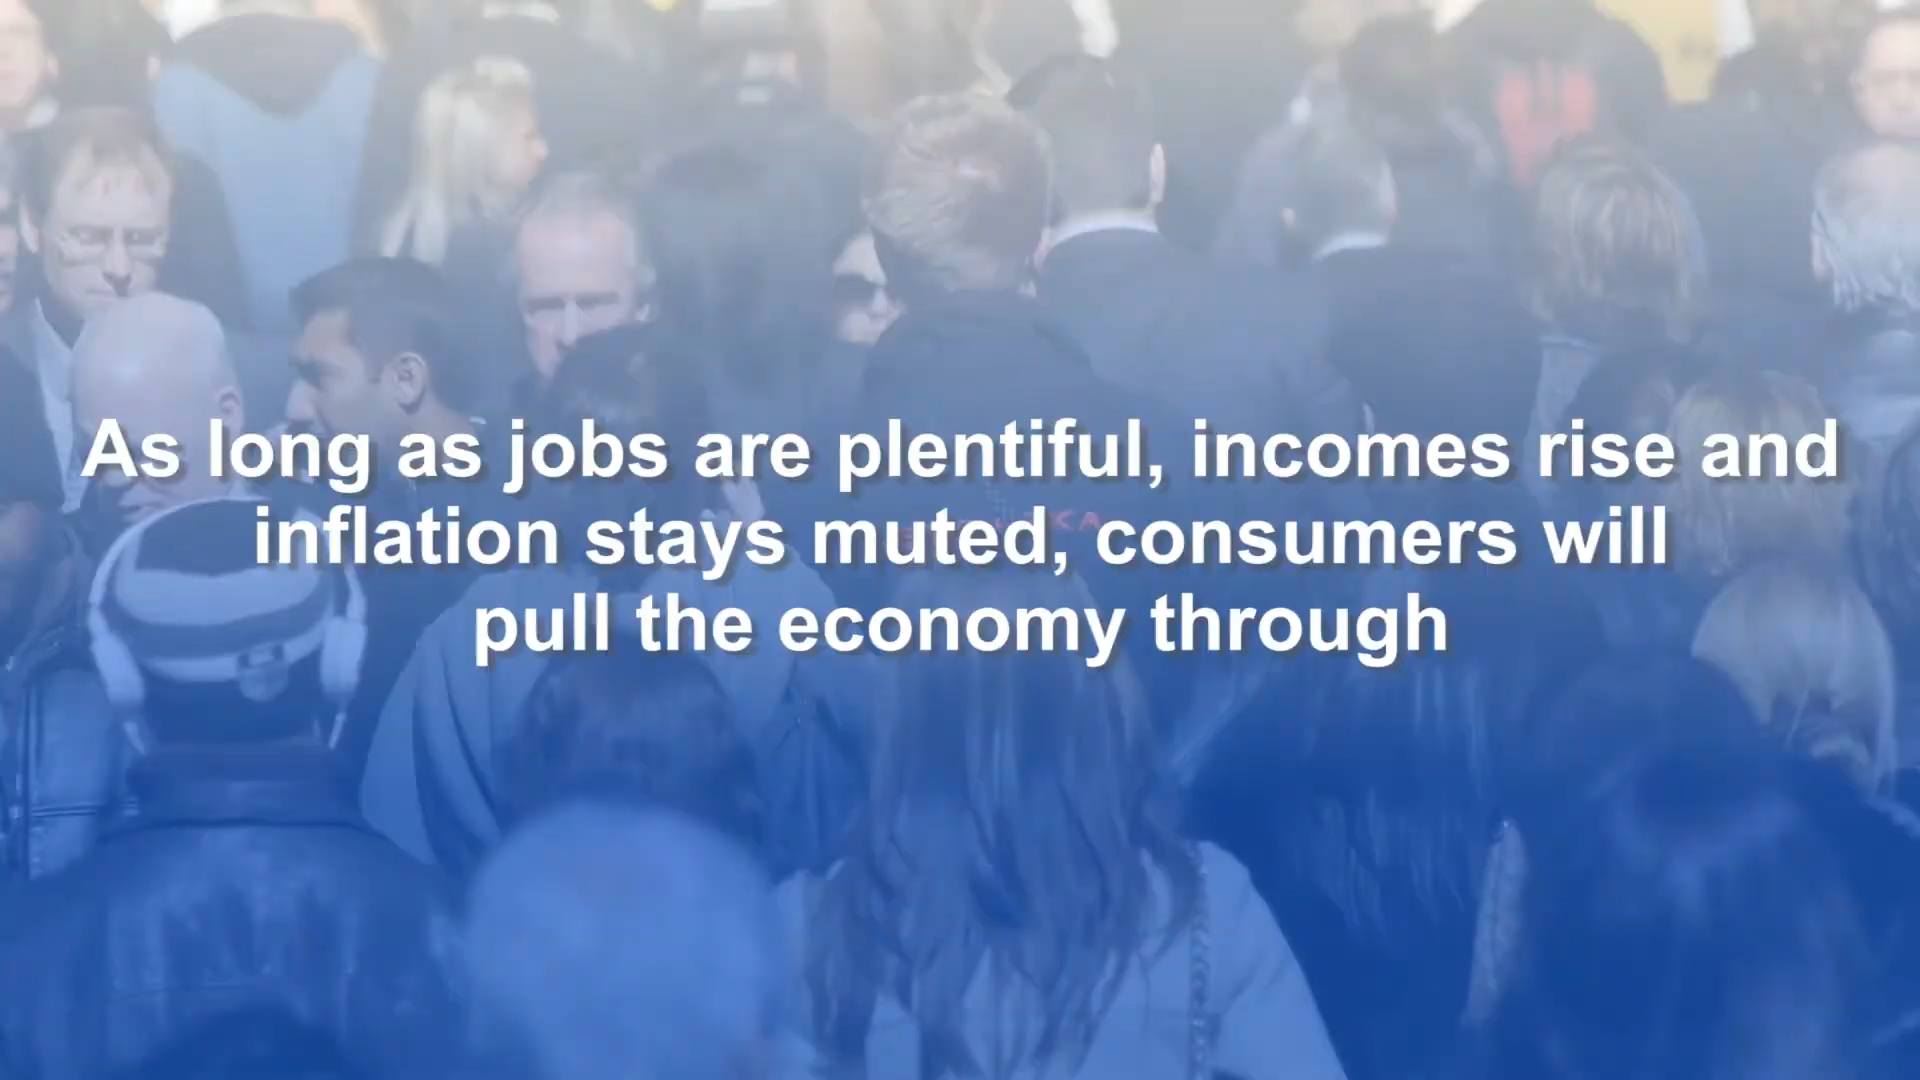 As long as jobs are plentiful, incomes rise and
inflation stays muted, consumers will
pull the economy through